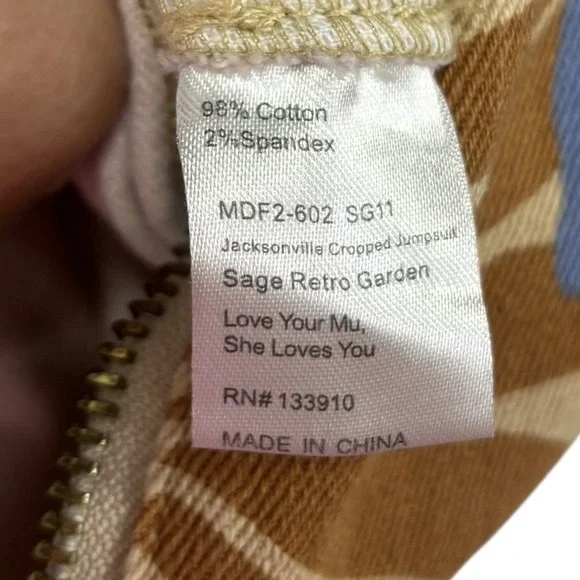 98% Cotton
2% Spandex
MDF2-602 SG11
Jacksonville Cropped Jumpsuit
Sage Retro Garden
Love Your Mu,
She Loves You
RN# 133910
MADE IN CHINA